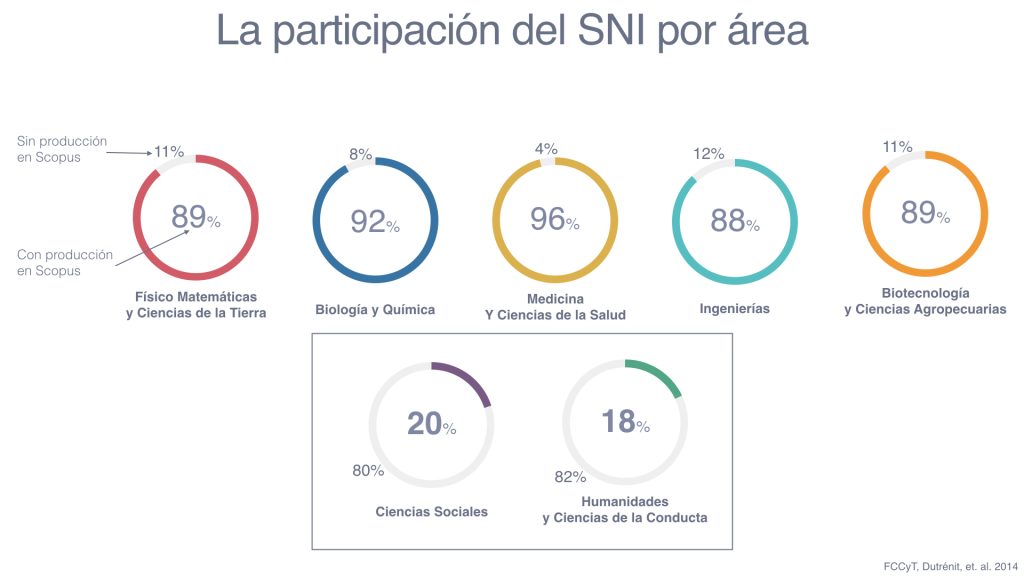 La participación del SNI por área
Sin producción
en Scopus
11%
89%
Con producción
en Scopus
Físico Matemáticas
y Ciencias de la Tierra
8%
92%
Biología y Química
4%
96%
Medicina
Y Ciencias de la Salud
12%
88%
Ingenierías
11%
89%
Biotecnología
y Ciencias Agropecuarias
20%
80%
Ciencias Sociales
18%
82%
Humanidades
y Ciencias de la Conducta
FCCyT, Dutrénit, et. al. 2014